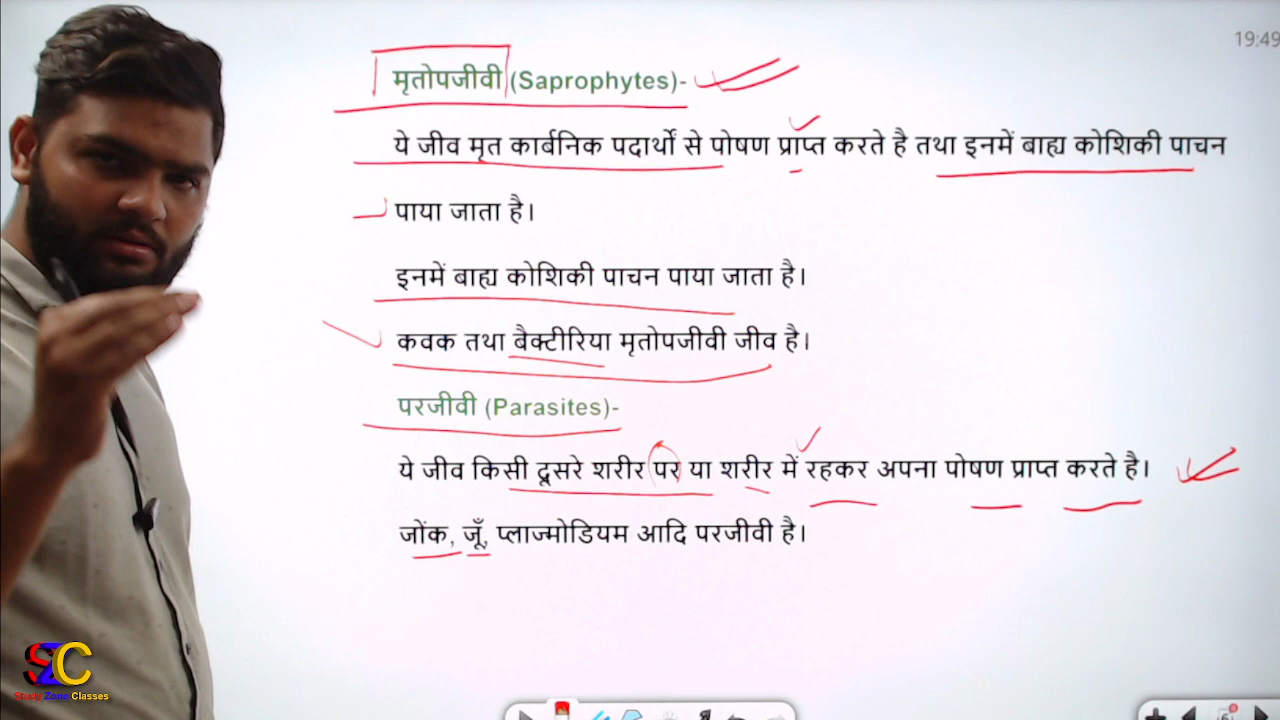 19:49
मृतोपजीवी (Saprophytes)-
ये जीव मृत कार्बनिक पदार्थों से पोषण प्राप्त करते है तथा इनमें बाह्य कोशिकी पाचन
पाया जाता है।
इनमें बाह्य कोशिकी पाचन पाया जाता है।
कवक तथा बैक्टीरिया मृतोपजीवी जीव है।
परजीवी (Parasites)-
ये जीव किसी दूसरे शरीर पर या शरीर में रहकर अपना पोषण प्राप्त करते है।
जोंक, जूँ, प्लाज्मोडियम आदि परजीवी है।
SZC
Study Zone Classes